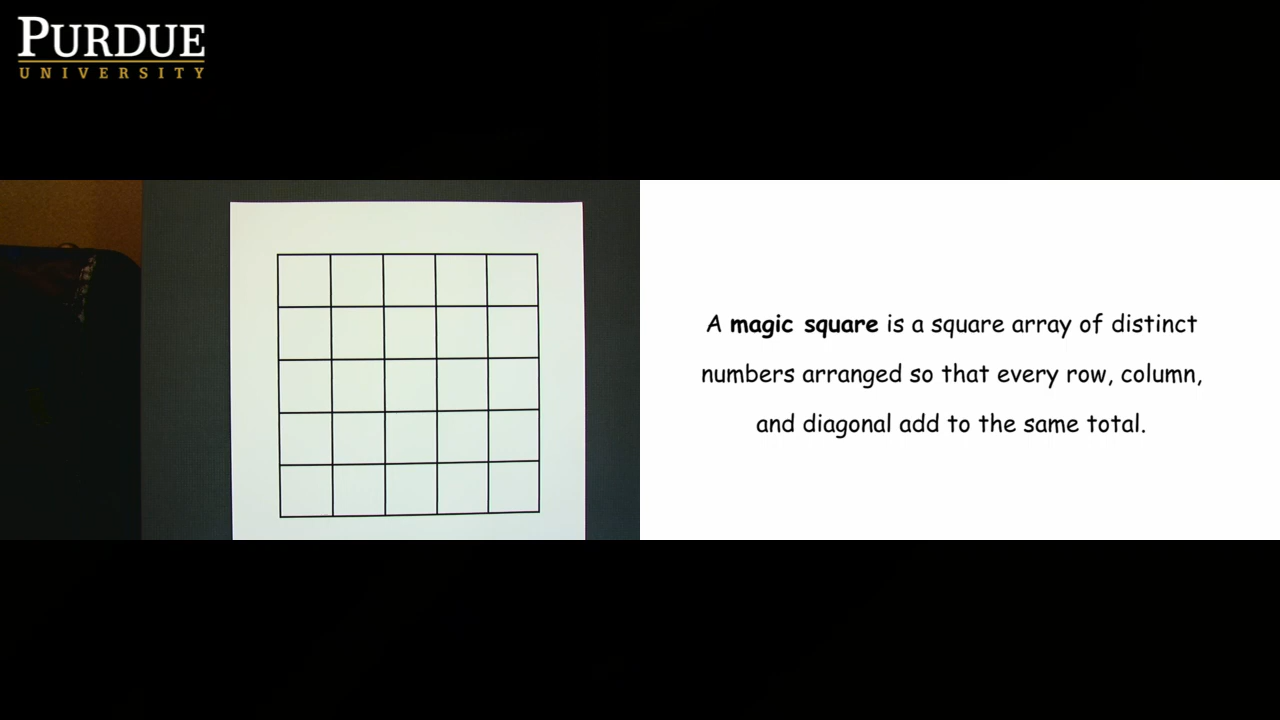 PURDUE
UNIVERSITY
A magic square is a square array of distinct
numbers arranged so that every row, column,
and diagonal add to the same total.